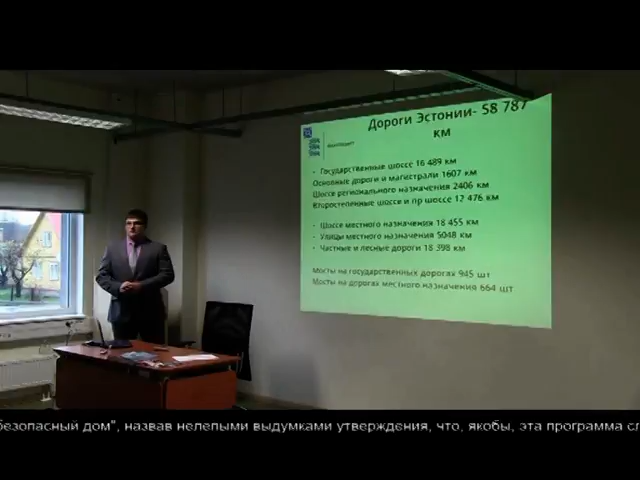 Дороги Эстонии- 58 787
км
• Государственные шоссе 16 489 км
Основные дороги и магистрали 1607 км
Шоссе регионального назначения 2406 км
Второстепенные шоссе и пр шоссе 12 476 км
• Шоссе местного назначения 18 455 км
• Улицы местного назначения 5048 км
• Частные и лесные дороги 18 398 км
Мосты на государственных дорогах 945 шт
Мосты на дорогах местного назначения 664 шт
безопасный дом", назвав нелепыми выдумками утверждения, что, якобы, эта программа сл